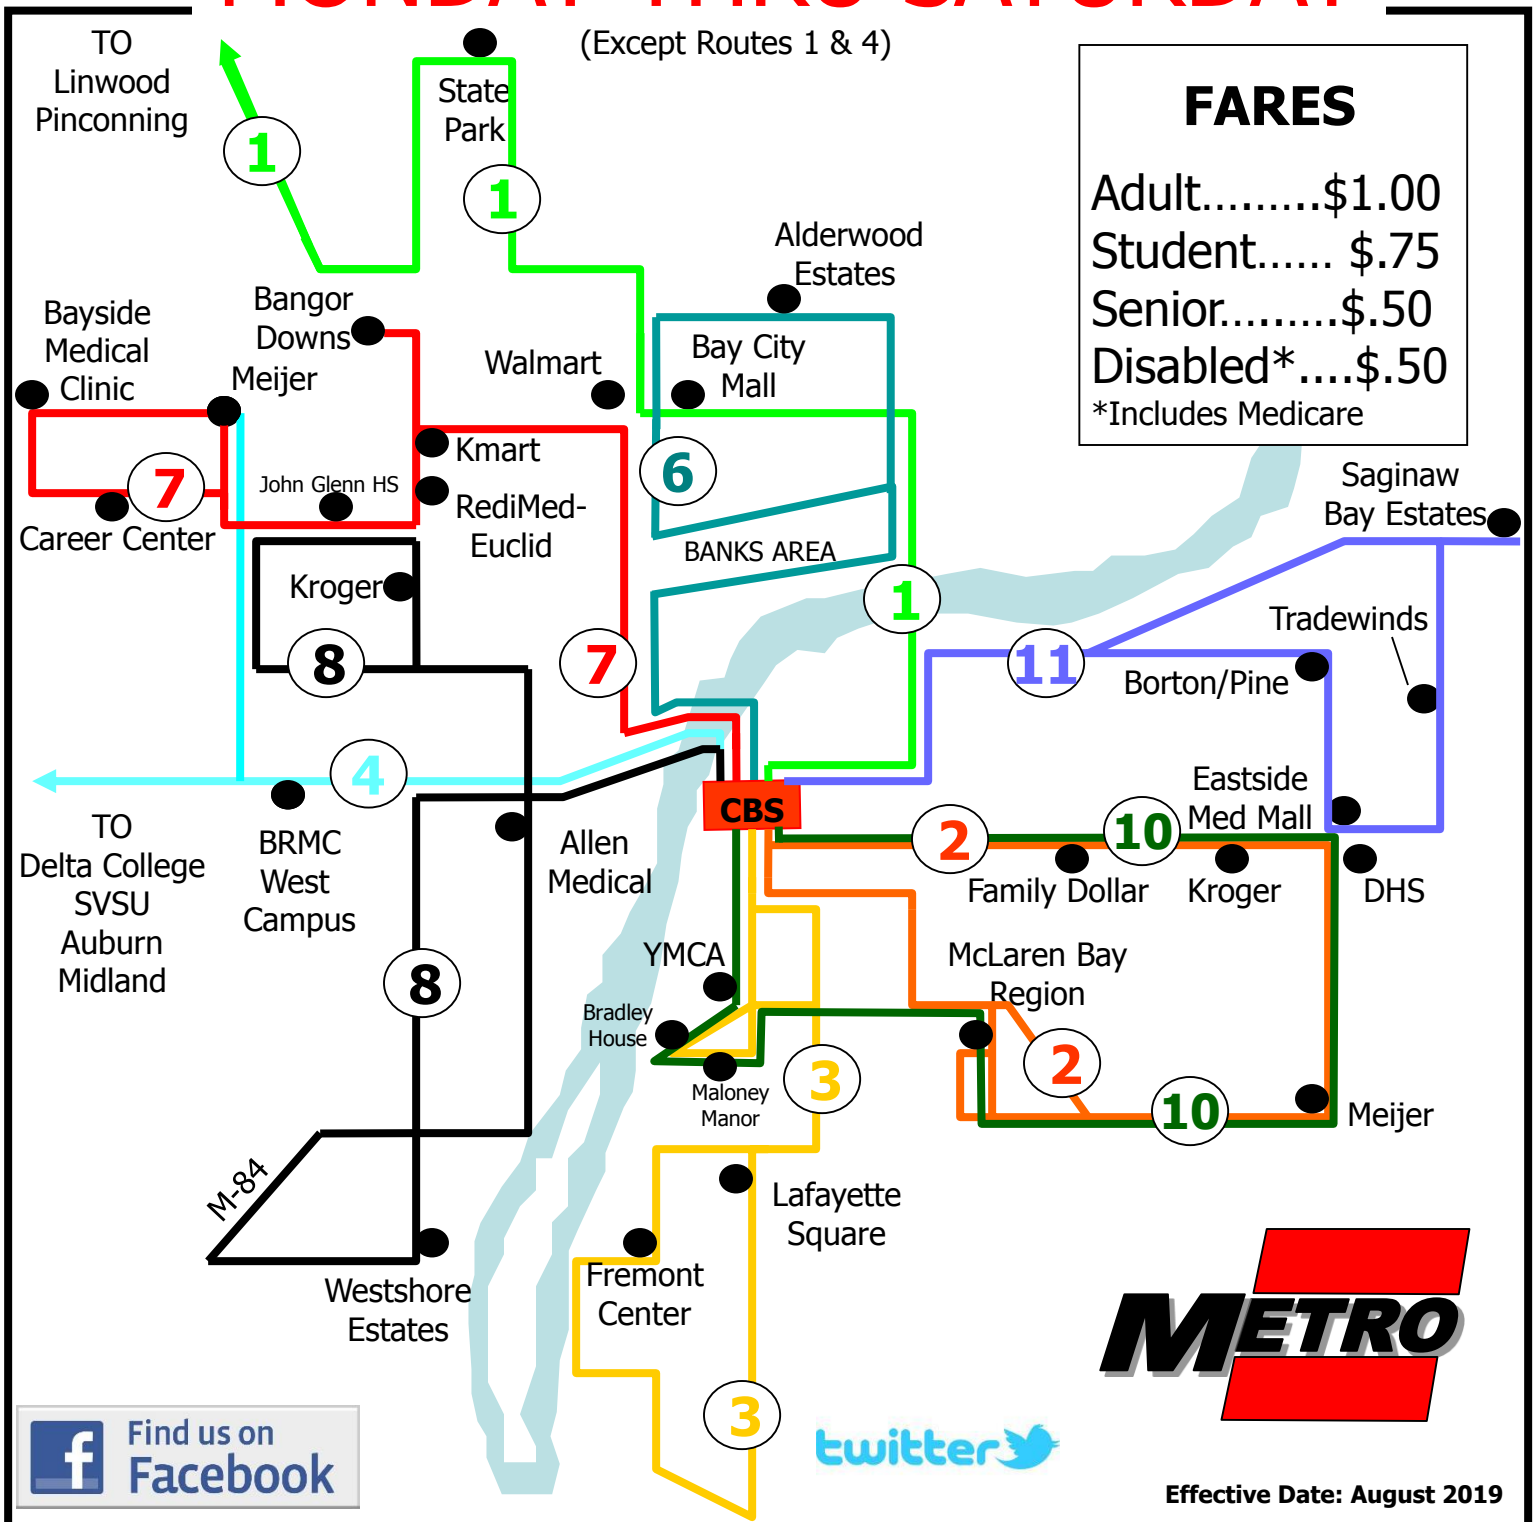 MONDAY THRU SATURDAY
(Except Routes 1 & 4)
TO
Linwood
Pinconning
1
State
Park
1
FARES
Adult.........$1.00
Student...... $.75
Senior.........$.50
Disabled*....$.50
*Includes Medicare
Alderwood
Estates
Bayside
Medical
Clinic
Bangor
Downs
Meijer
Walmart
Bay City
Mall
Kmart
6
7
John Glenn HS
Career Center
RediMed-
Euclid
BANKS AREA
Saginaw
Bay Estates
Kroger
8
7
1
11
Tradewinds
Borton/Pine
4
CBS
Eastside
Med Mall
2
10
TO
Delta College
SVSU
Auburn
Midland
BRMC
West
Campus
Allen
Medical
Family Dollar
Kroger
DHS
8
YMCA
McLaren Bay
Region
Bradley
House
Maloney
Manor
3
2
10
Meijer
M-84
Lafayette
Square
Westshore
Estates
Fremont
Center
METRO
3
f
Find us on
Facebook
twitter
Effective Date: August 2019